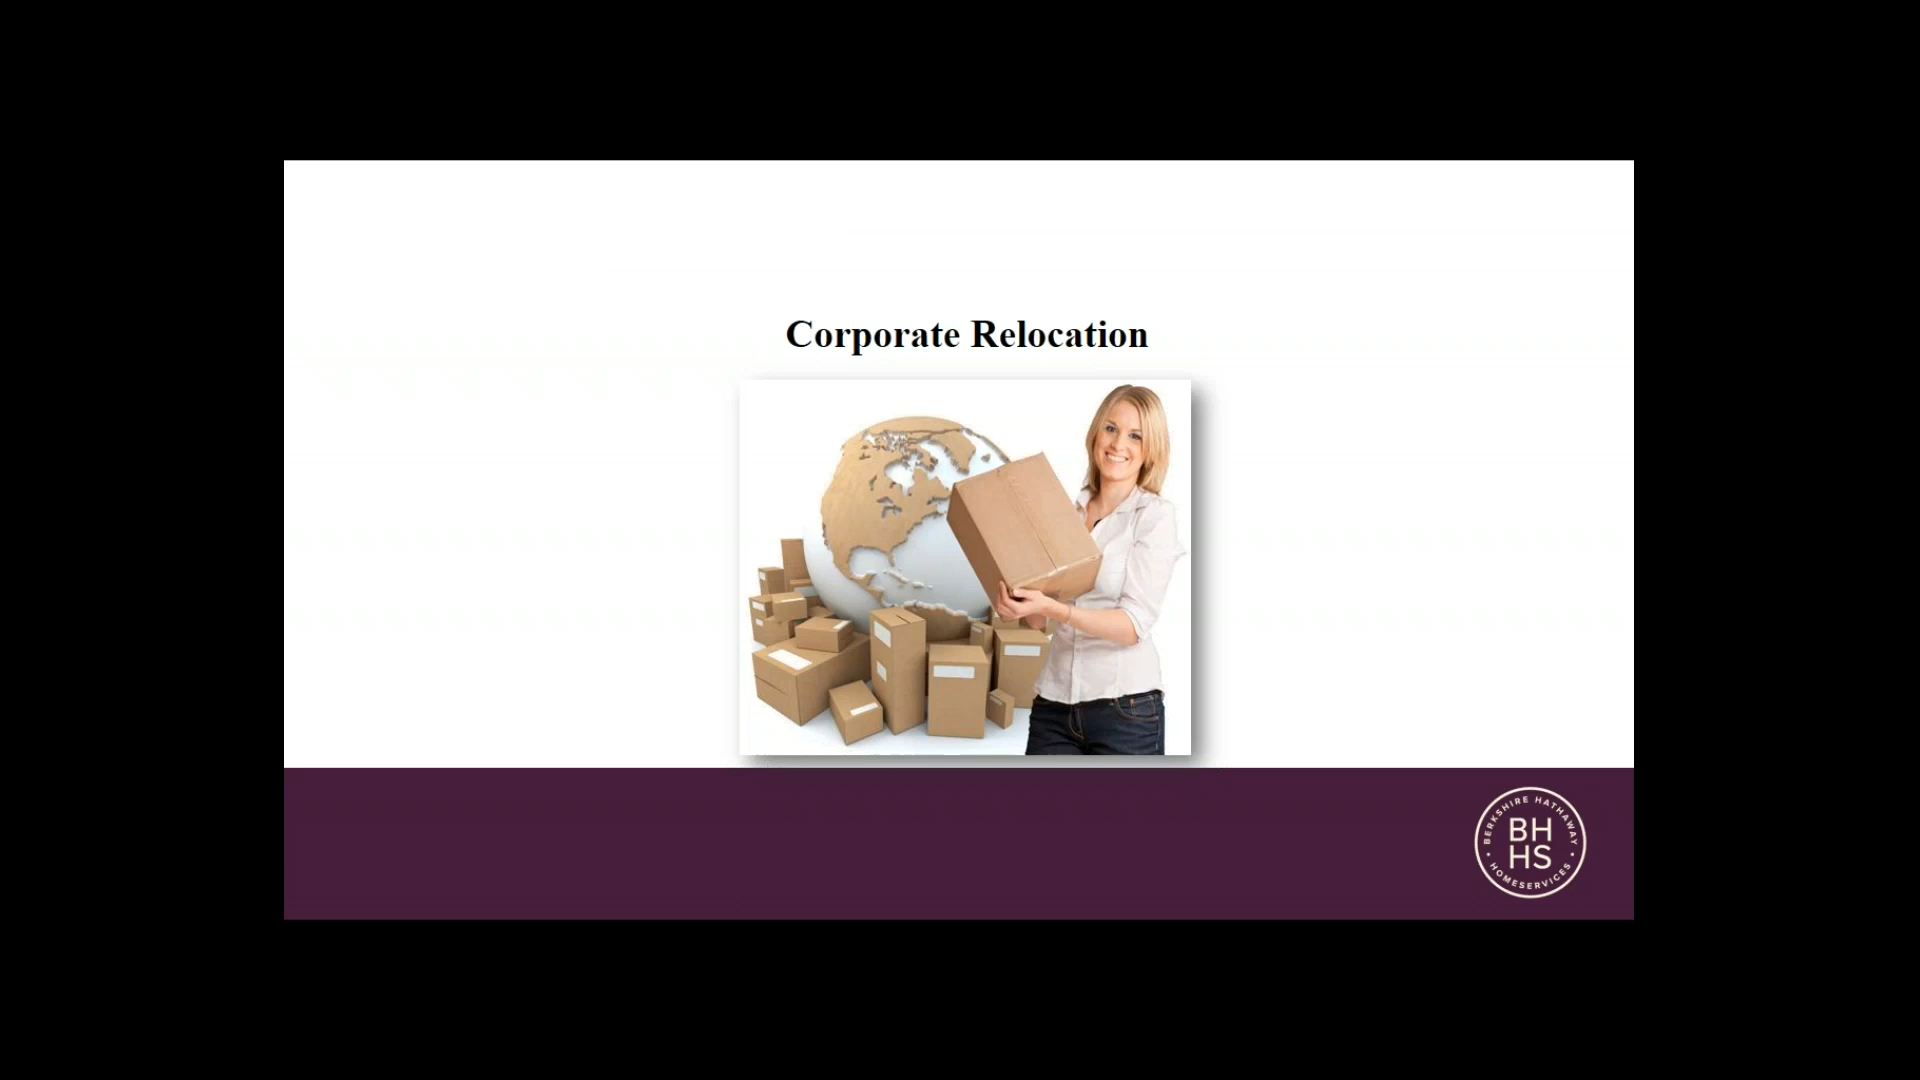 Corporate Relocation
BERKSHIRE HATHAWAY
BH
HS
HOMESERVICES